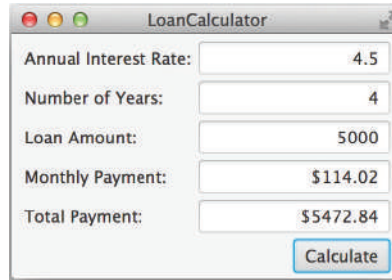 LoanCalculator
Annual Interest Rate: 4.5
Number of Years: 4
Loan Amount: 5000
Monthly Payment: $114.02
Total Payment: $5472.84
Calculate